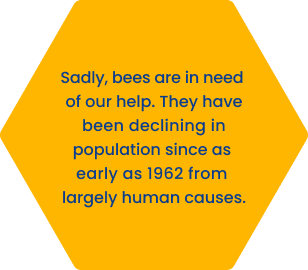 Sadly, bees are in need
of our help. They have
been declining in
population since as
early as 1962 from
largely human causes.